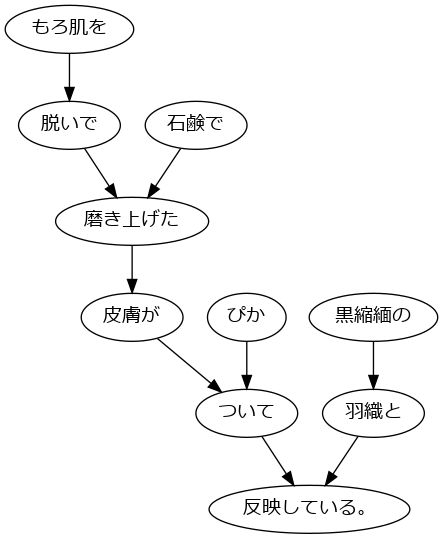 もろ肌を
脱いで
石鹸で
磨き上げた
皮膚が
ぴか
黒縮緬の
ついて
羽織と
反映している。